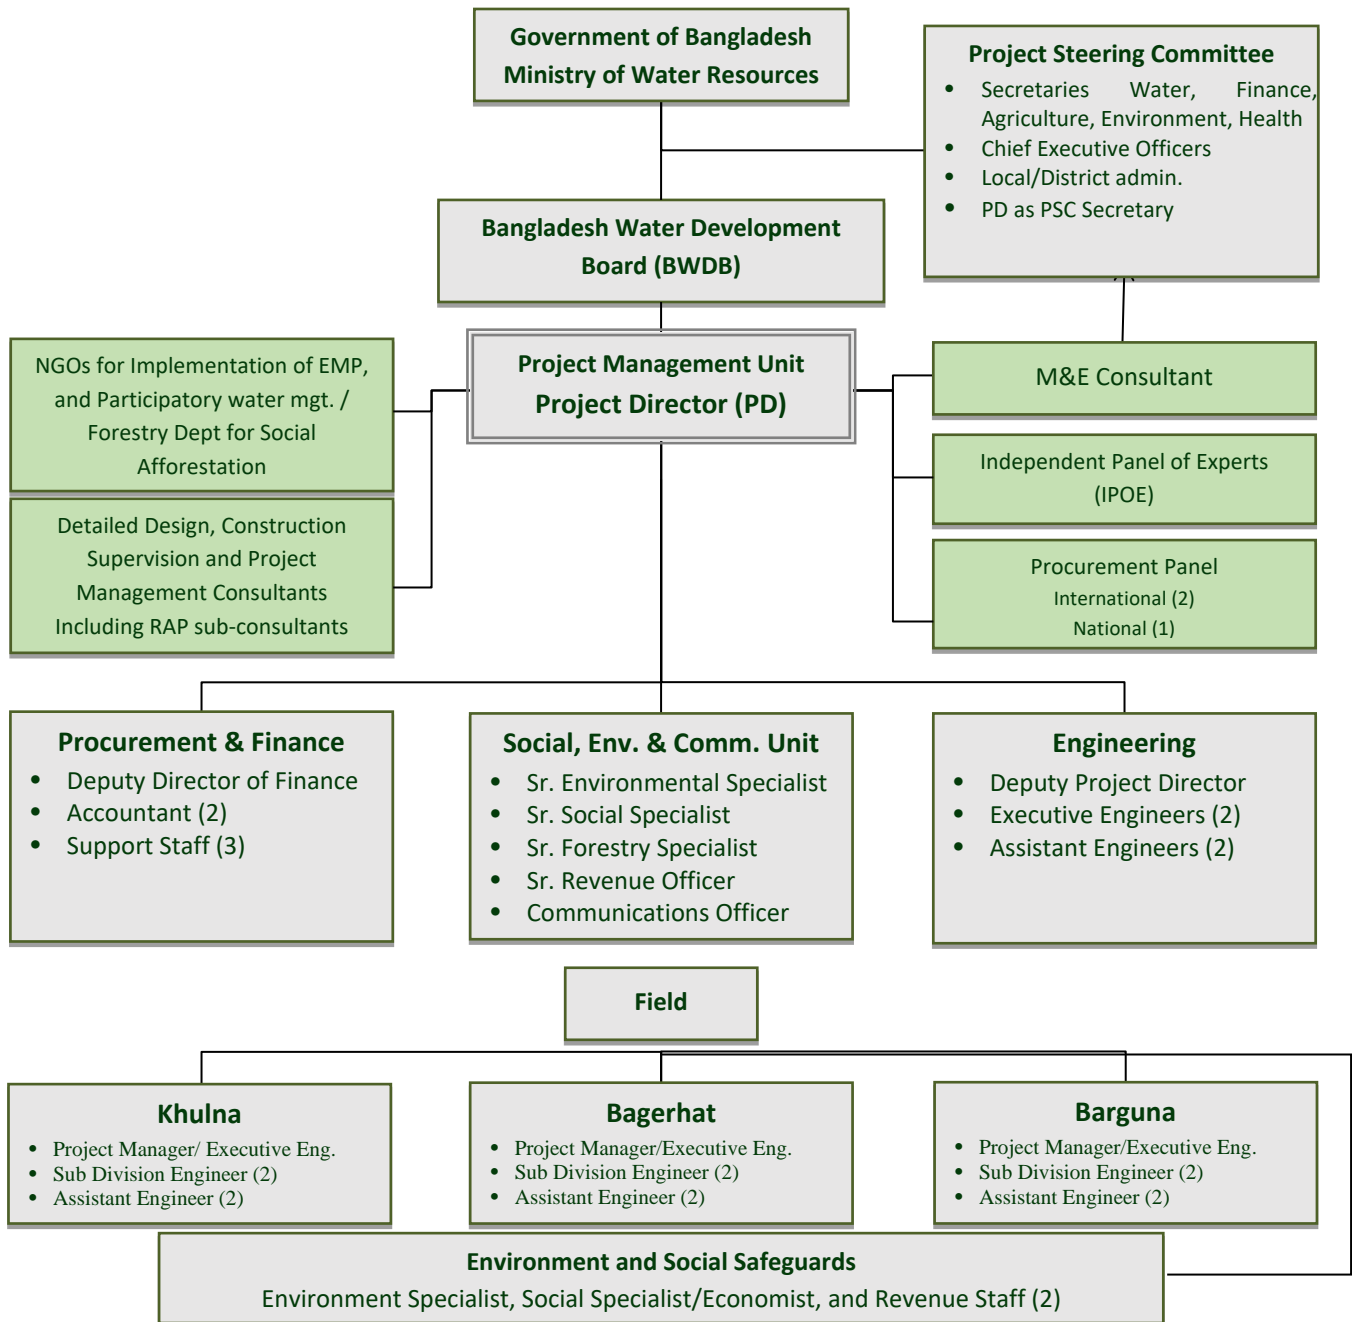 Government of Bangladesh
Ministry of Water Resources
Project Steering Committee
• Secretaries Water, Finance,
Agriculture, Environment, Health
• Chief Executive Officers
• Local/District admin.
• PD as PSC Secretary
Bangladesh Water Development
Board (BWDB)
NGOs for Implementation of EMP,
and Participatory water mgt. /
Forestry Dept for Social
Afforestation
Project Management Unit
Project Director (PD)
M&E Consultant
Independent Panel of Experts
(IPOE)
Detailed Design, Construction
Supervision and Project
Management Consultants
Including RAP sub-consultants
Procurement Panel
International (2)
National (1)
Procurement & Finance
• Deputy Director of Finance
• Accountant (2)
• Support Staff (3)
Social, Env. & Comm. Unit
• Sr. Environmental Specialist
• Sr. Social Specialist
• Sr. Forestry Specialist
• Sr. Revenue Officer
• Communications Officer
Engineering
• Deputy Project Director
• Executive Engineers (2)
• Assistant Engineers (2)
Field
Khulna
• Project Manager/ Executive Eng.
• Sub Division Engineer (2)
• Assistant Engineer (2)
Bagerhat
• Project Manager/Executive Eng.
• Sub Division Engineer (2)
• Assistant Engineer (2)
Barguna
• Project Manager/Executive Eng.
• Sub Division Engineer (2)
• Assistant Engineer (2)
Environment and Social Safeguards
Environment Specialist, Social Specialist/Economist, and Revenue Staff (2)